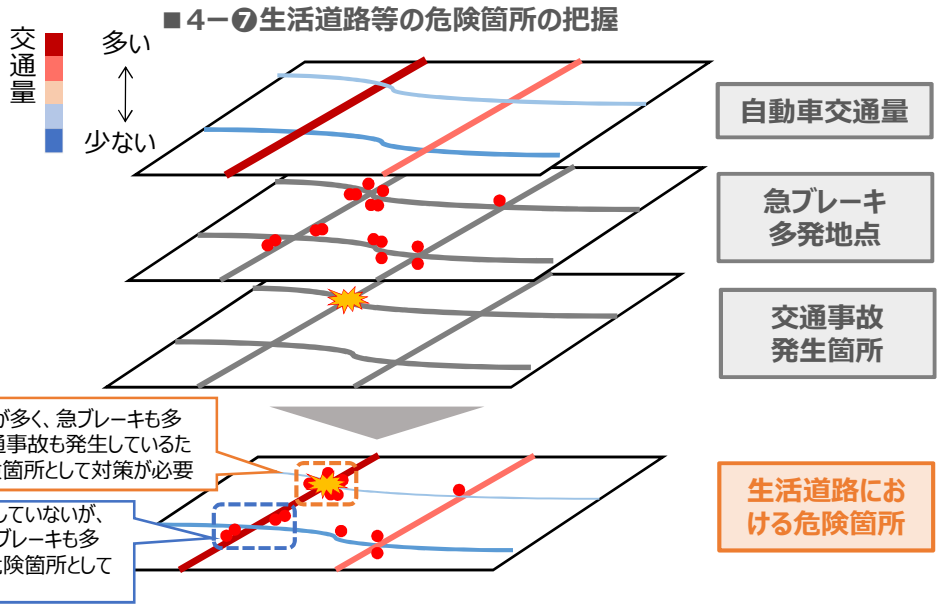 ■4ー❼生活道路等の危険箇所の把握
交通量
多い
少ない
自動車交通量
急ブレーキ
多発地点
交通事故
発生箇所
が多く、急ブレーキも多
通事故も発生しているた
箇所として対策が必要
していないが、
ブレーキも多
危険箇所として
生活道路にお
ける危険箇所